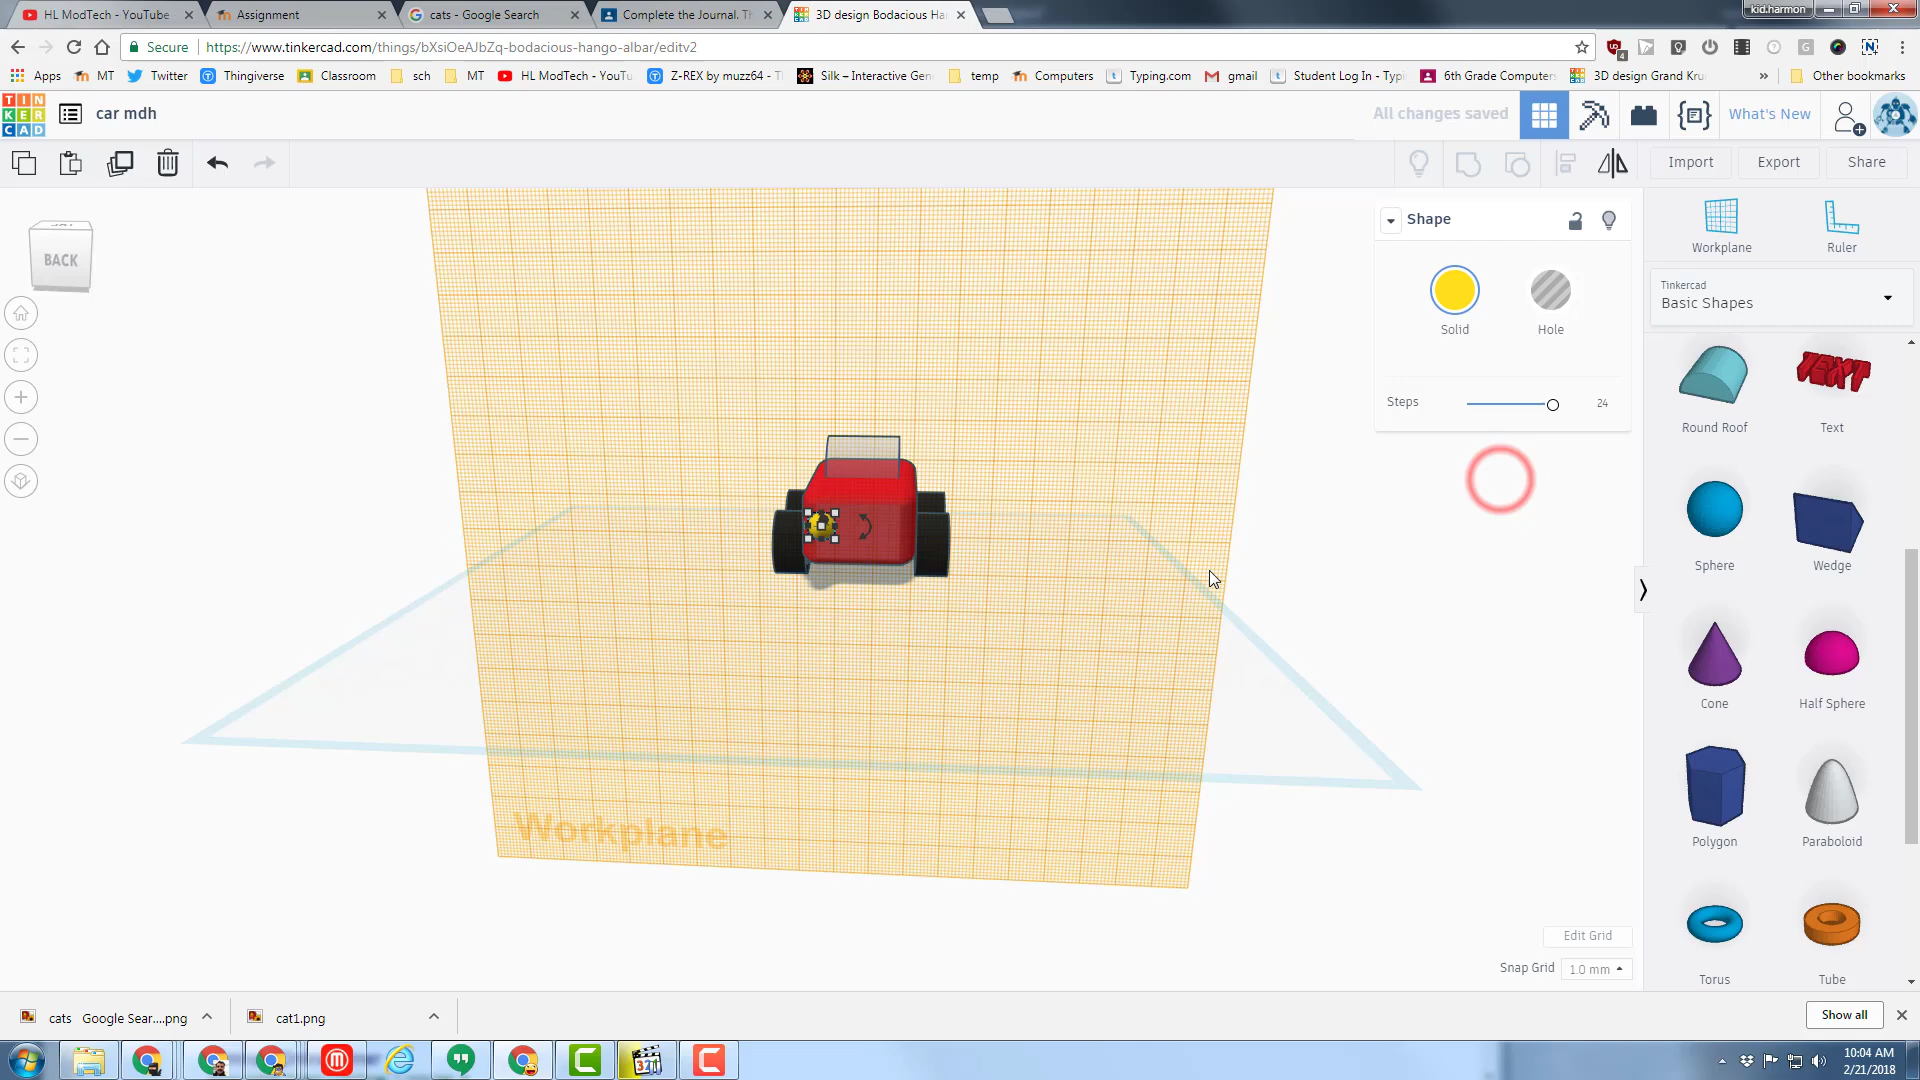 HL ModTech - YouTube
Assignment
cats - Google Search
Complete the Journal. Th
3D design Bodacious Ha
kid.harmon
Secure
https://www.tinkercad.com/things/bXsiOeAJbZq-bodacious-hango-albar/editv2
Apps
MT
Twitter
Thingiverse
Classroom
sch
MT
HL ModTech - YouTu
Z-REX by muzz64 - T
Silk – Interactive Gen
temp
Computers
Typing.com
gmail
Student Log In - Typi
6th Grade Computers
3D design Grand Kru
»
Other bookmarks
TIN
KER
CAD
car mdh
All changes saved
What's New
Import
Export
Share
BACK
Shape
Solid
Hole
Steps
24
Workplane
Ruler
Tinkercad
Basic Shapes
Round Roof
Text
Sphere
Wedge
Cone
Half Sphere
Polygon
Paraboloid
Torus
Tube
Workplane
Edit Grid
Snap Grid
1.0 mm
cats Google Sear....png
cat1.png
Show all
321
10:04 AM
2/21/2018